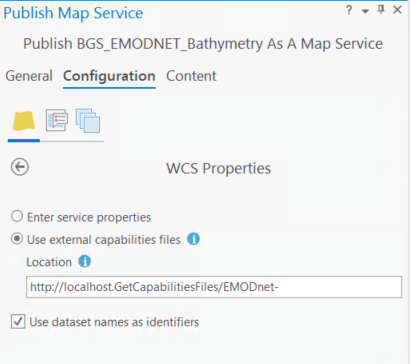 Publish Map Service
Publish BGS_EMODNET_Bathymetry As A Map Service
General Configuration Content
WCS Properties
Enter service properties
Use external capabilities files
Location
http://localhost.GetCapabilitiesFiles/EMODnet-
Use dataset names as identifiers